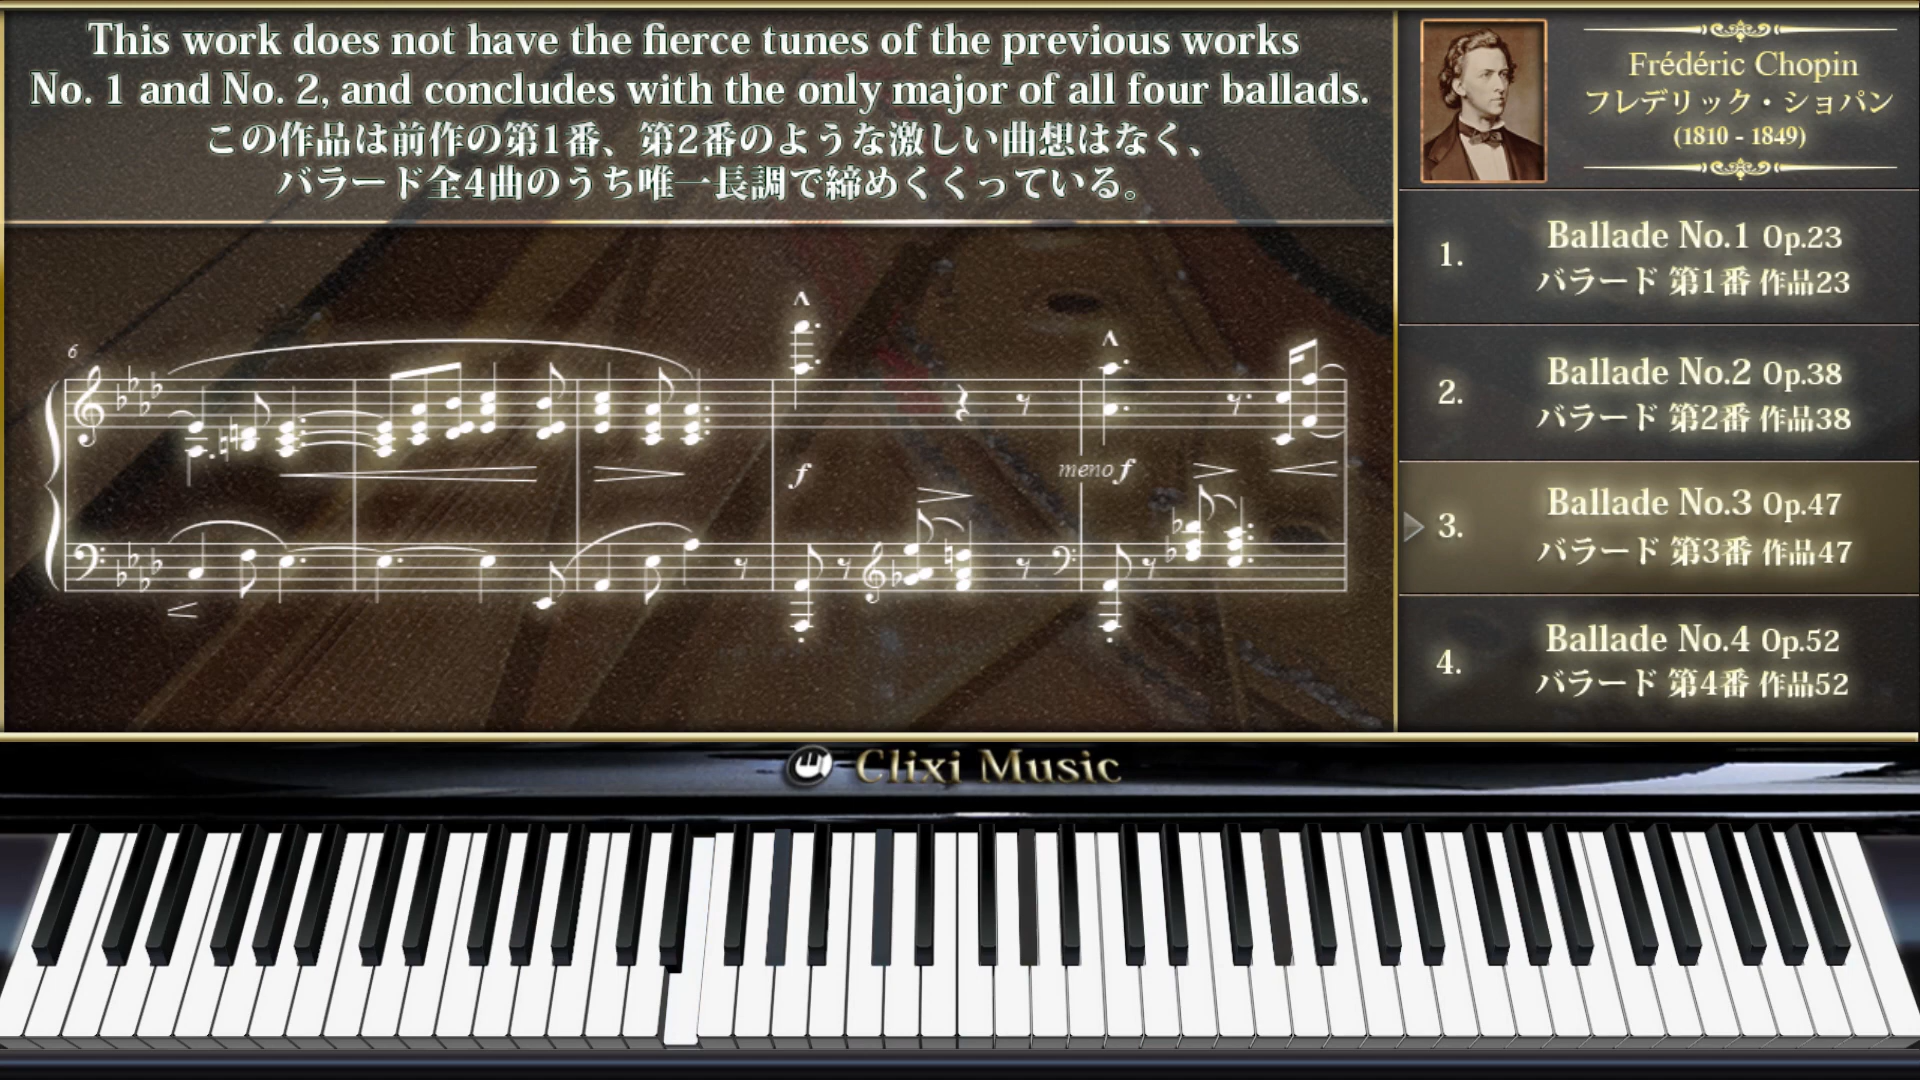 This work does not have the fierce tunes of the previous works
No. 1 and No. 2, and concludes with the only major of all four ballads.
この作品は前作の第1番、第2番のような激しい曲想はなく、
バラード全4曲のうち唯一長調で締めくくっている。
6
f
meno f
Frédéric Chopin
フレデリック・ショパン
(1810 - 1849)
1.
Ballade No.1 Op.23
バラード 第1番 作品23
2.
Ballade No.2 Op.38
バラード 第2番 作品38
3.
Ballade No.3 Op.47
バラード 第3番 作品47
4.
Ballade No.4 Op.52
バラード 第4番 作品52
Clixi Music